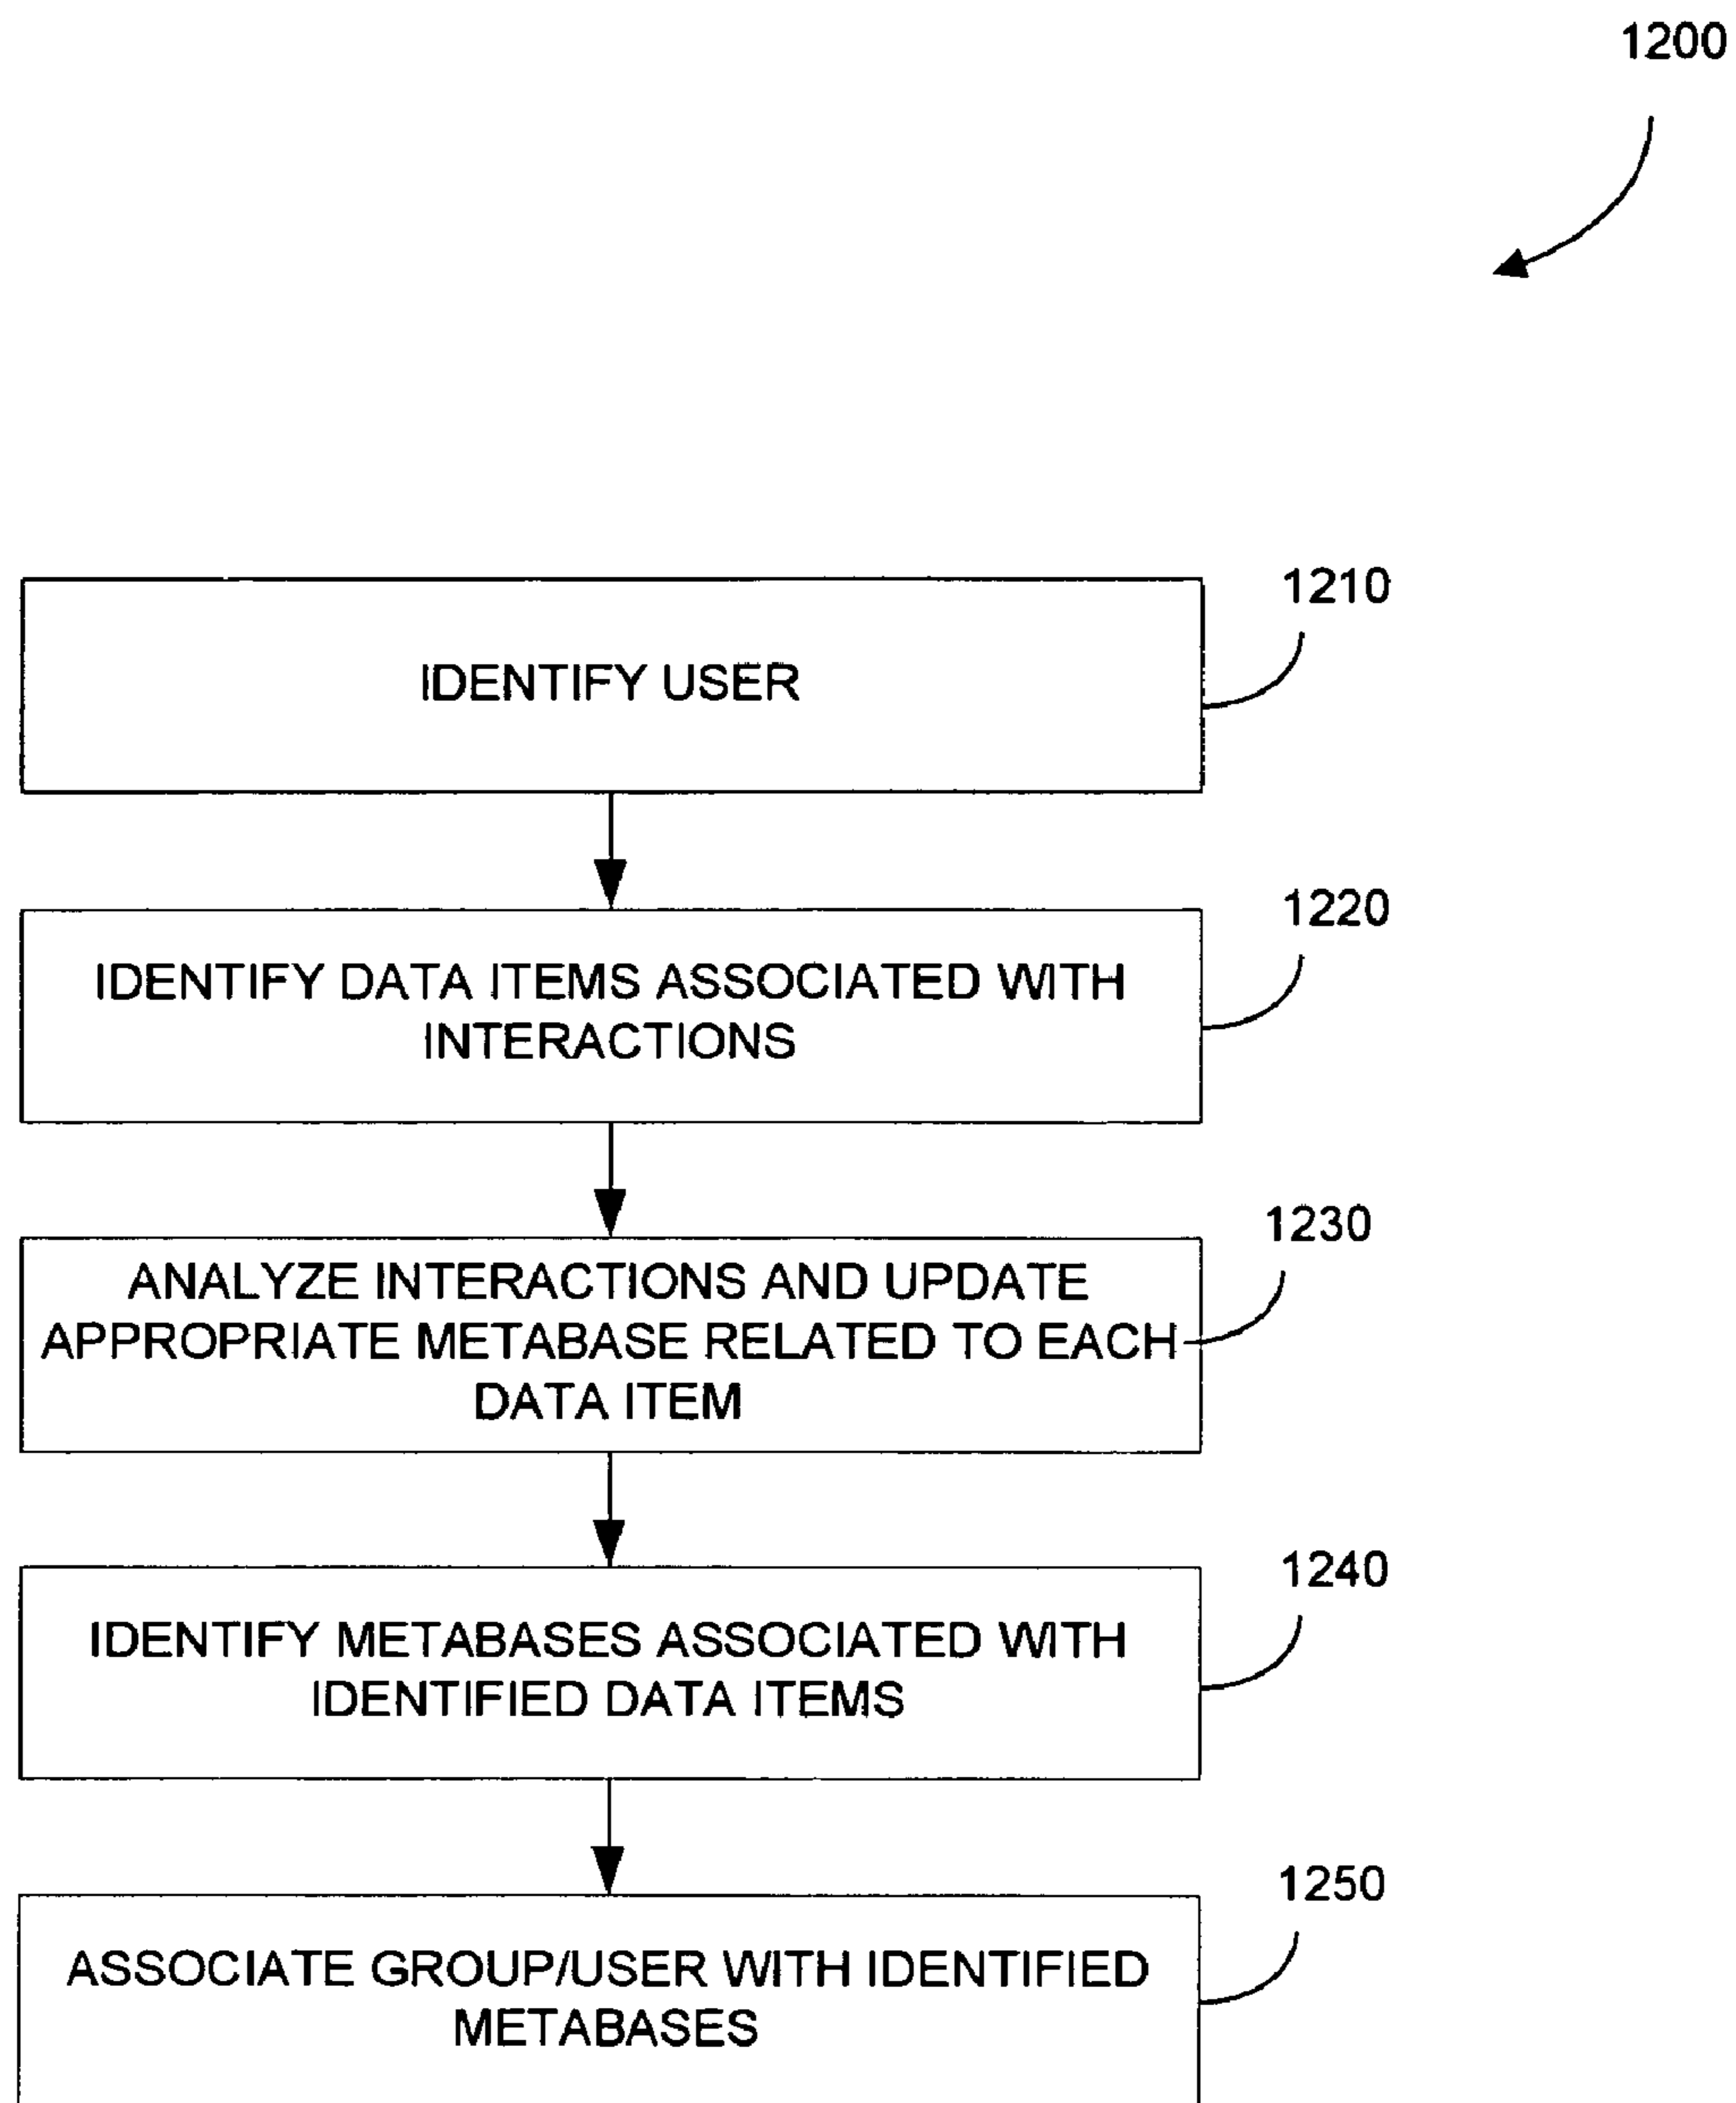 1200
1210
IDENTIFY USER
1220
IDENTIFY DATA ITEMS ASSOCIATED WITH
INTERACTIONS
1230
ANALYZE INTERACTIONS AND UPDATE
APPROPRIATE METABASE RELATED TO EACH
DATA ITEM
1240
IDENTIFY METABASES ASSOCIATED WITH
IDENTIFIED DATA ITEMS
1250
ASSOCIATE GROUP/USER WITH IDENTIFIED
METABASES